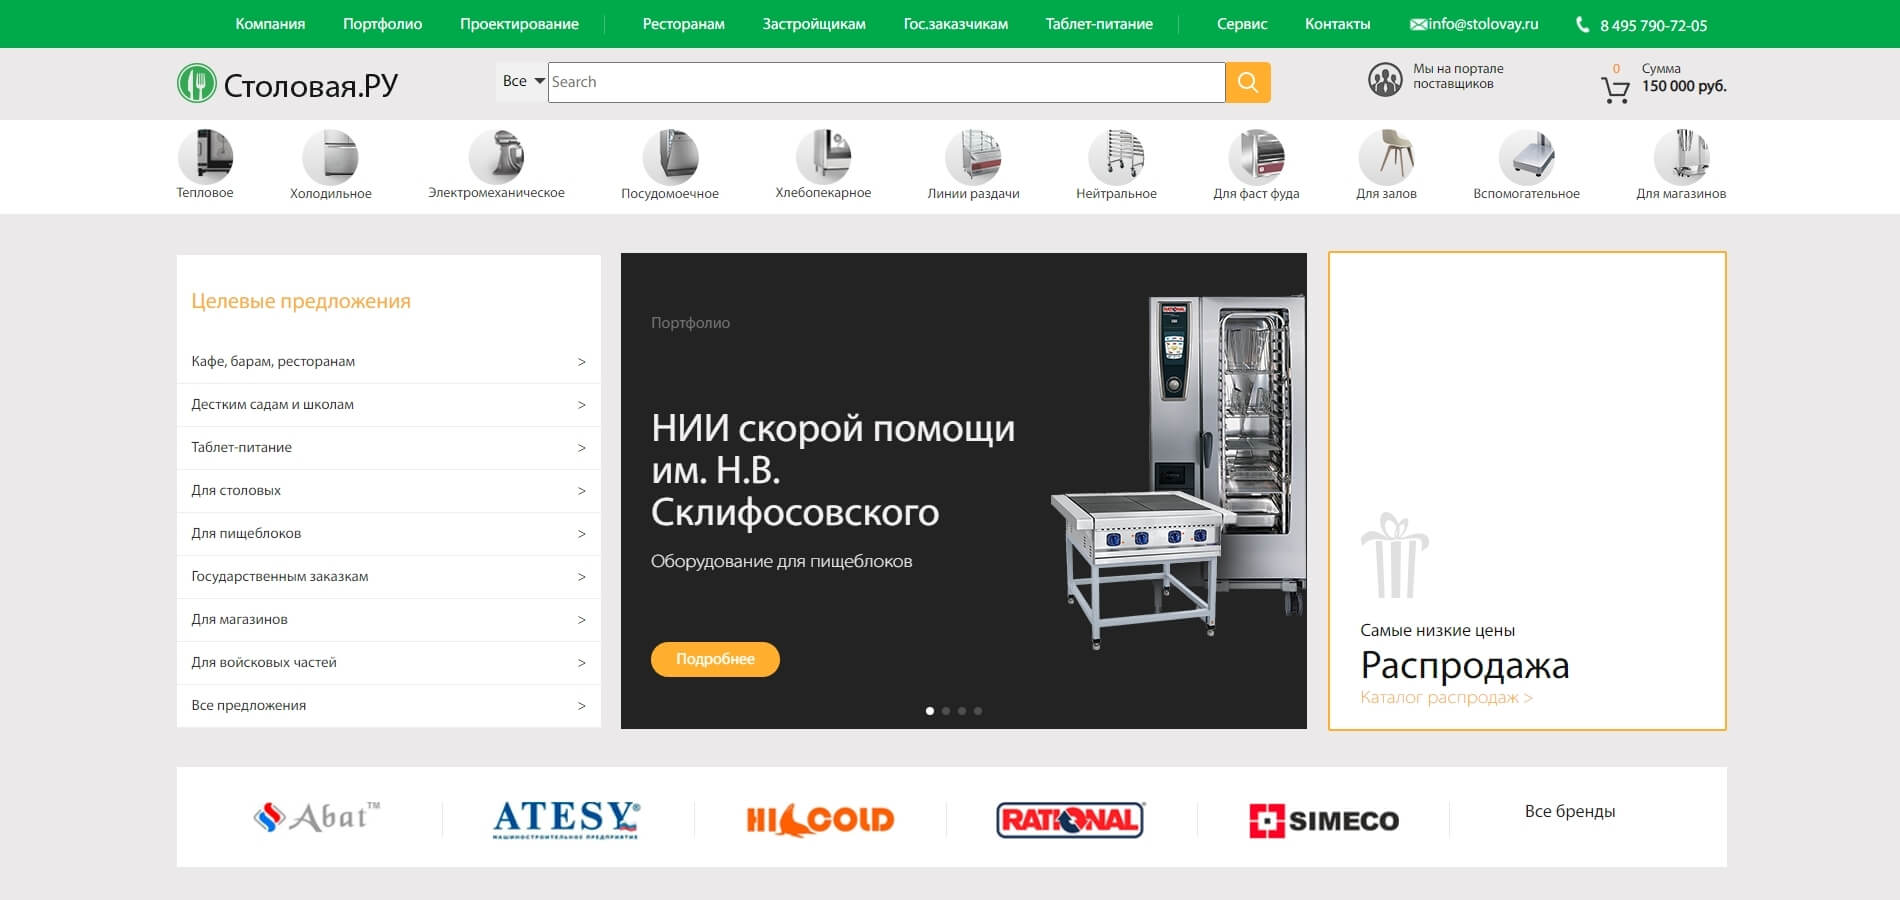 Компания Портфолио Проектирование Ресторанам Застройщикам Гос.заказчикам Таблет-питание Сервис Контакты info@stolovay.ru 8 495 790-72-05
Столовая.РУ
Все Search
Мы на портале
поставщиков
0 Сумма
150 000 руб.
Тепловое Холодильное Электромеханическое Посудомоечное Хлебопекарное Линии раздачи Нейтральное Для фаст фуда Для залов Вспомогательное Для магазинов
Целевые предложения
Кафе, барам, ресторанам >
Дестким садам и школам >
Таблет-питание >
Для столовых >
Для пищеблоков >
Государственным заказкам >
Для магазинов >
Для войсковых частей >
Все предложения >
Портфолио
НИИ скорой помощи
им. Н.В.
Склифосовского
Оборудование для пищеблоков
Подробнее
RATIONAL
Самые низкие цены
Распродажа
Каталог распродаж >
Abat™
ATESY®
МАШИНОСТРОИТЕЛЬНОЕ ПРЕДПРИЯТИЕ
HICOLD
RATIONAL
SIMECO
Все бренды